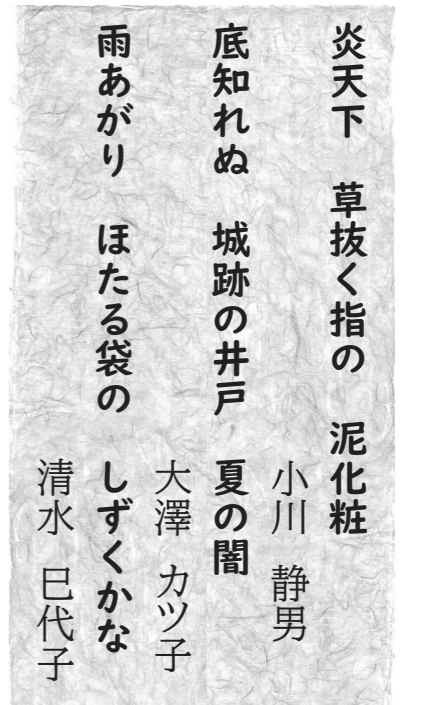 炎天下　草抜く指の　泥化粧
小川　静男
底知れぬ　城跡の井戸　夏の闇
大澤　カツ子
雨あがり　ほたる袋の　しずくかな
清水　巳代子